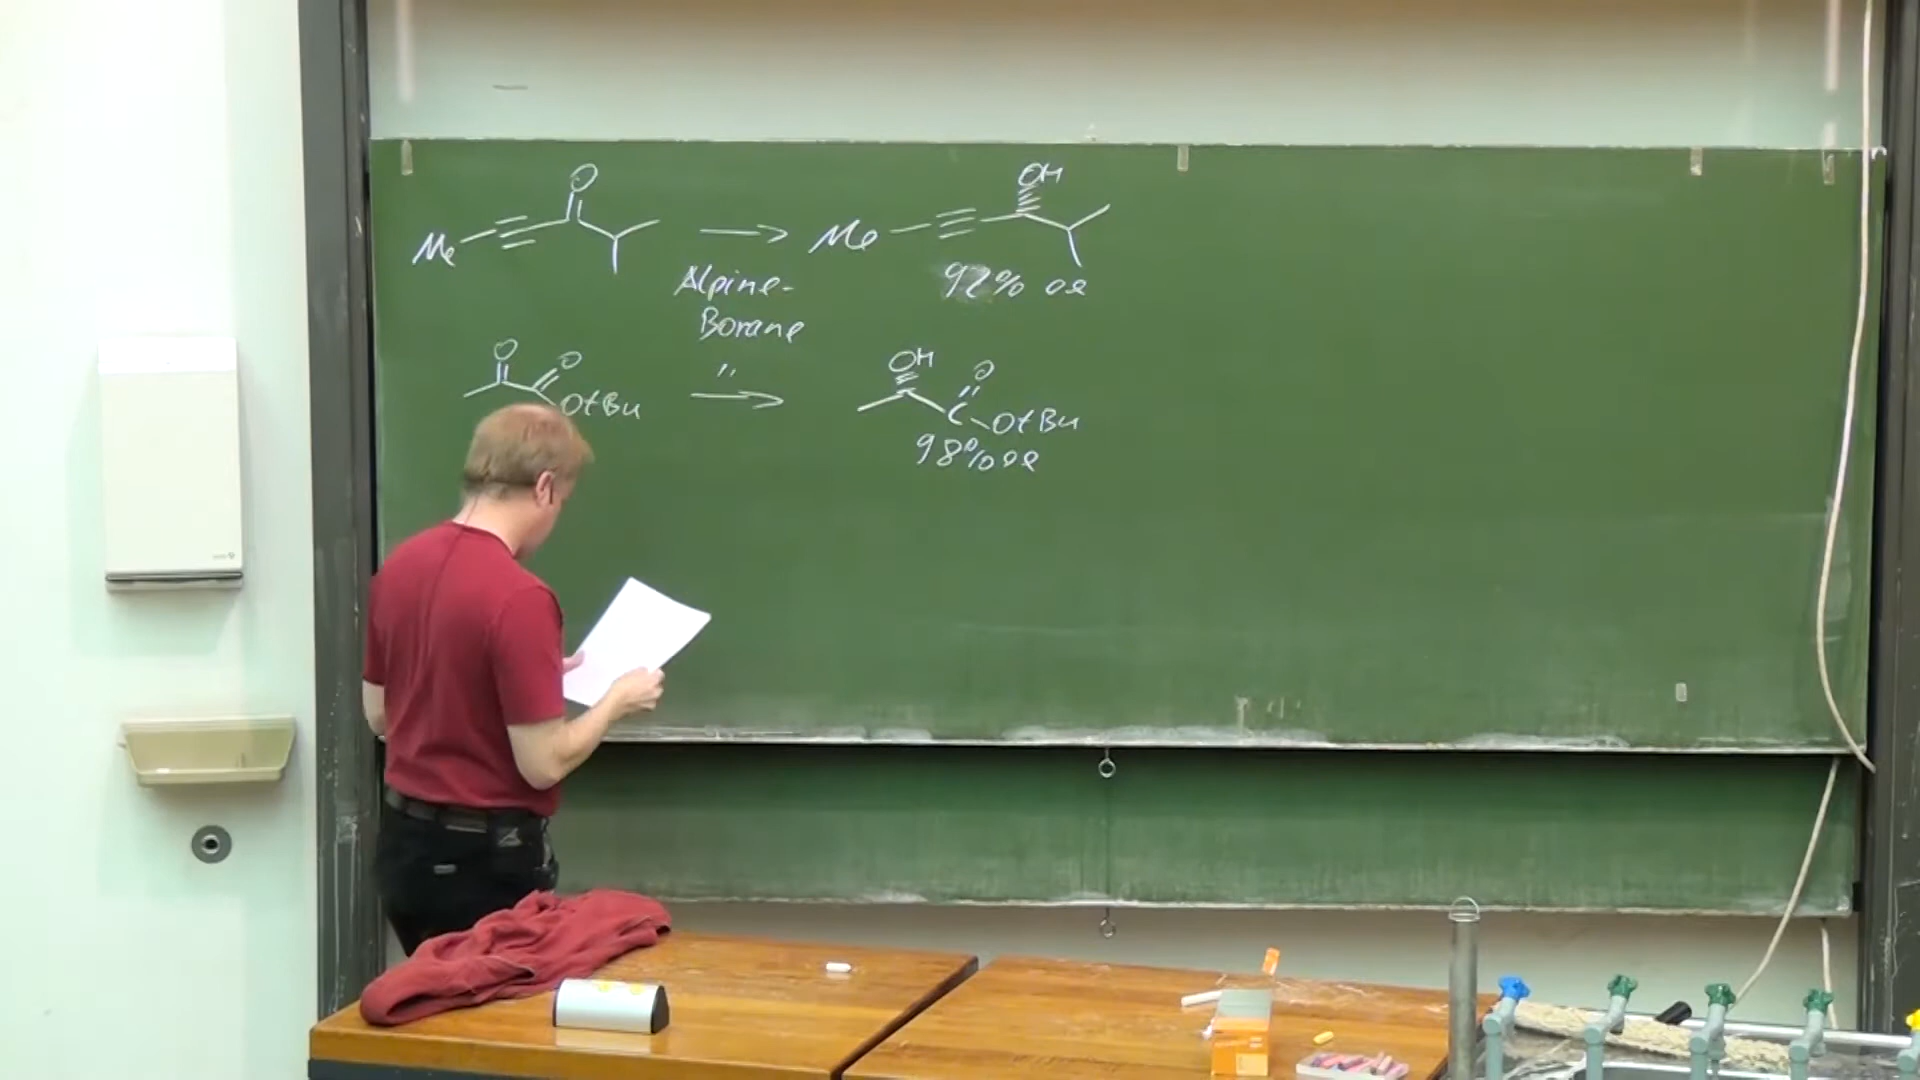 O OH
Me Me
Alpine- 92% ee
Borane
O O OH O
"
OtBu C OtBu
98% ee